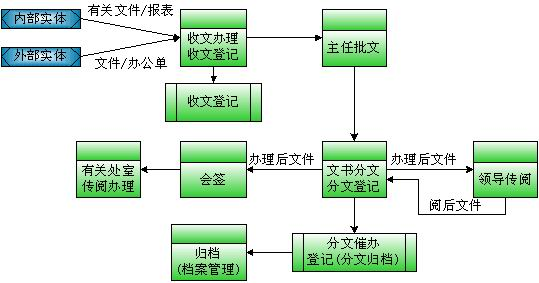 内部实体
有关文件/报表
外部实体
文件/办公单
收文办理
收文登记
主任批文
收文登记
有关处室
传阅办理
会签
办理后文件
文书分文
分文登记
办理后文件
领导传阅
阅后文件
归档
(档案管理)
分文催办
登记(分文归档)